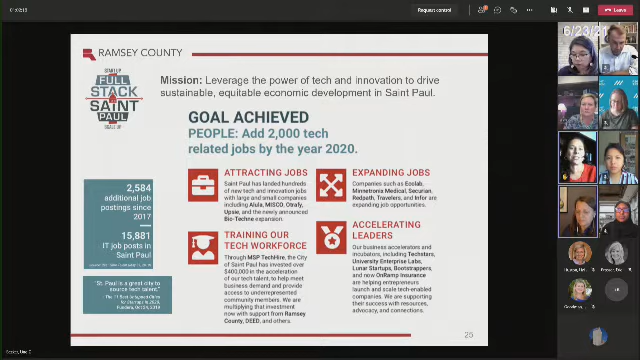 Request control
Leave
6/23/21
RAMSEY COUNTY
STARTUP
FULL
STACK
SAINT
PAUL
SCALE UP
Mission: Leverage the power of tech and innovation to drive
sustainable, equitable economic development in Saint Paul.
GOAL ACHIEVED
PEOPLE: Add 2,000 tech
related jobs by the year 2020.
2,584
additional job
postings since
2017
15,881
IT job posts in
Saint Paul
"St. Paul is a great city to
source tech talent."
ATTRACTING JOBS
Saint Paul has landed hundreds
of new tech and innovation jobs
with large and small companies
including Aiula, MISCO, Otrafy,
Upsie, and the newly announced
Bio-Techne expansion.
EXPANDING JOBS
Companies such as Ecolab,
Minnetronix Medical, Securian,
Redpath, Travelers, and Infor are
expanding job opportunities.
TRAINING OUR
TECH WORKFORCE
Through MSP TechHire, the City
of Saint Paul has invested over
$400,000 in the acceleration
of our tech talent, to help meet
business demand and provide
access to underrepresented
community members. We are
multiplying that investment
now with support from Ramsey
County, DEED, and others.
ACCELERATING
LEADERS
Our business accelerators and
incubators, including Techstars,
University Enterprise Labs,
Lunar Startups, Bootstrappers,
and now OnRamp Insurance
are helping entrepreneurs
launch and scale tech-enabled
companies. We are supporting
their success with resources,
advocacy, and connections.
25